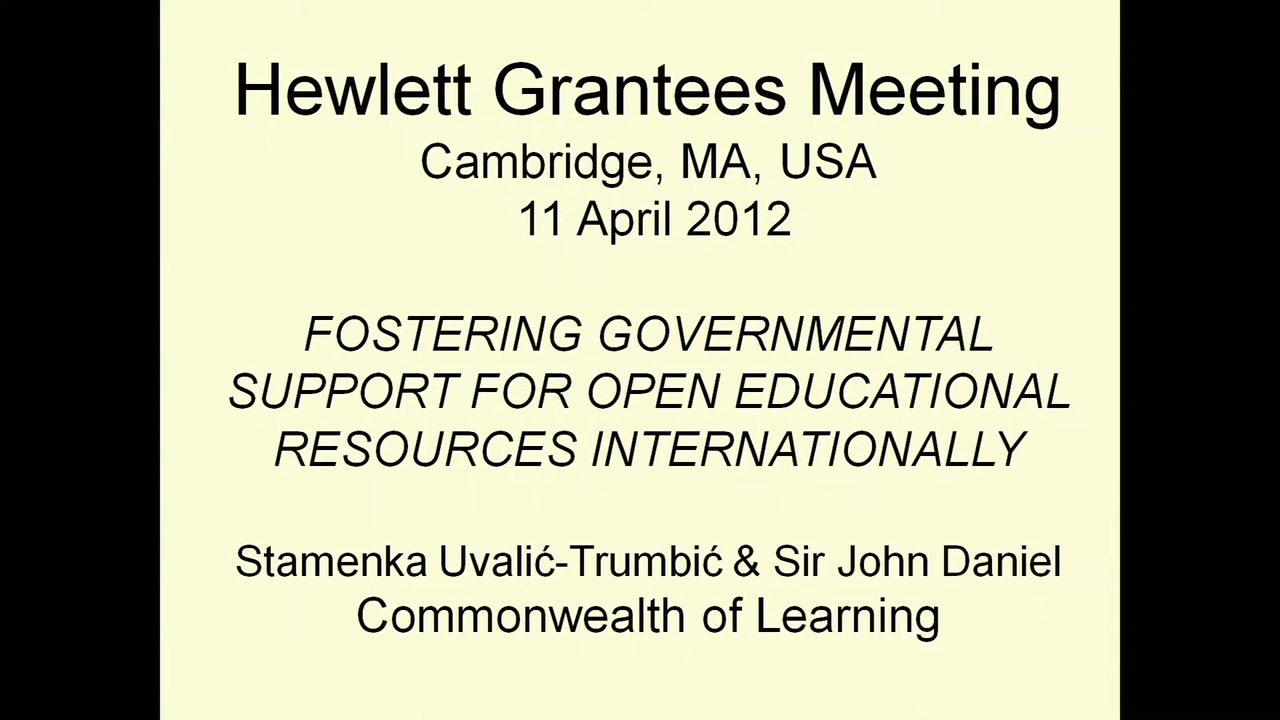 Hewlett Grantees Meeting
Cambridge, MA, USA
11 April 2012
FOSTERING GOVERNMENTAL
SUPPORT FOR OPEN EDUCATIONAL
RESOURCES INTERNATIONALLY
Stamenka Uvalić-Trumbić & Sir John Daniel
Commonwealth of Learning